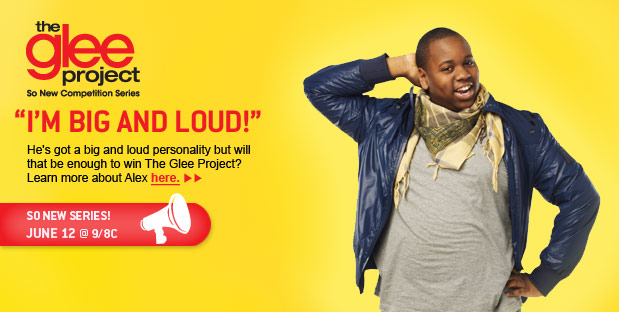 the
glee
project
So New Competition Series
“I’M BIG AND LOUD!”
He's got a big and loud personality but will
that be enough to win The Glee Project?
Learn more about Alex here.
SO NEW SERIES!
JUNE 12 @ 9/8C